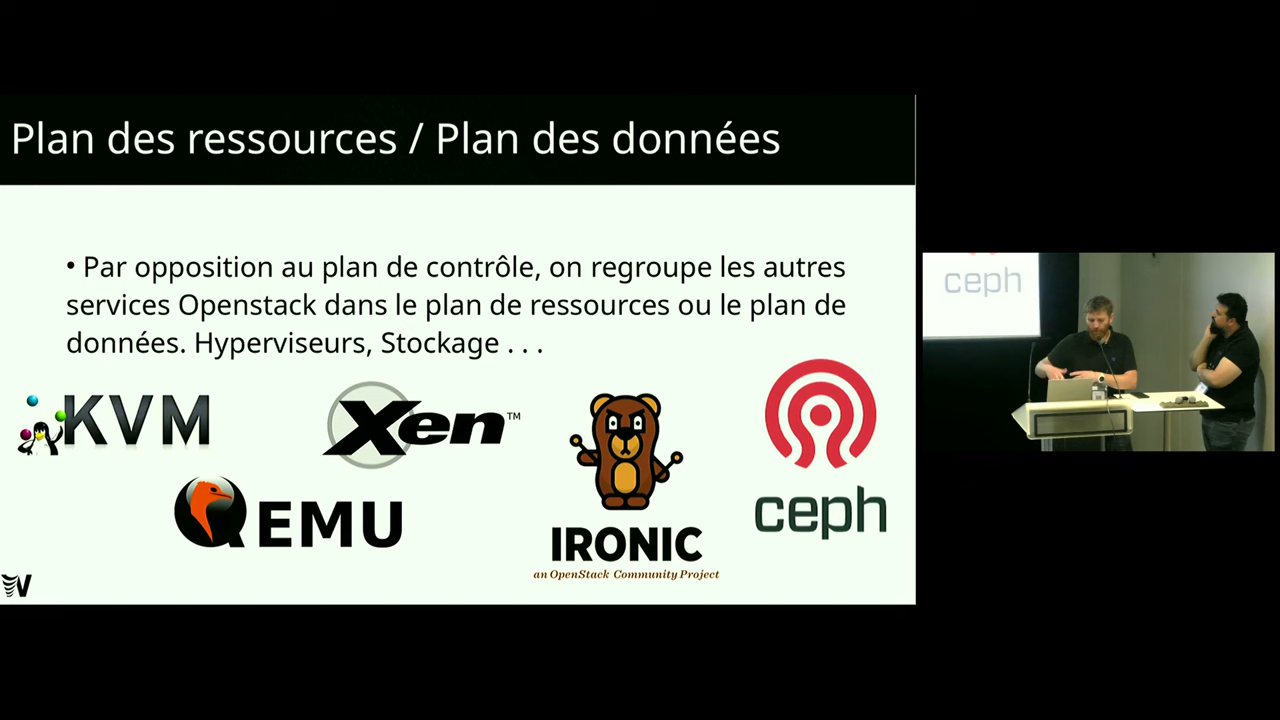 Plan des ressources / Plan des données
• Par opposition au plan de contrôle, on regroupe les autres
services Openstack dans le plan de ressources ou le plan de
données. Hyperviseurs, Stockage . . .
KVM
Xen™
QEMU
IRONIC
an OpenStack Community Project
ceph
V
ceph